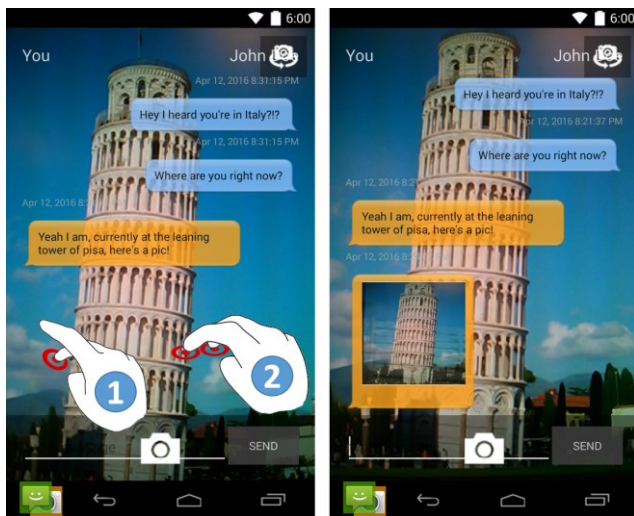 6:00
You
John
Apr 12, 2016 8:31:15 PM
Hey I heard you're in Italy?!?
Apr 12, 2016 8:31:15 PM
Where are you right now?
Apr 12, 2016
Yeah I am, currently at the leaning
tower of pisa, here's a pic!
1
2
SEND
6:00
You
John
Hey I heard you're in Italy?!?
Apr 12, 2016 8:21:37 PM
Where are you right now?
Apr 12, 2016
Yeah I am, currently at the leaning
tower of pisa, here's a pic!
Apr 12, 2016
SEND